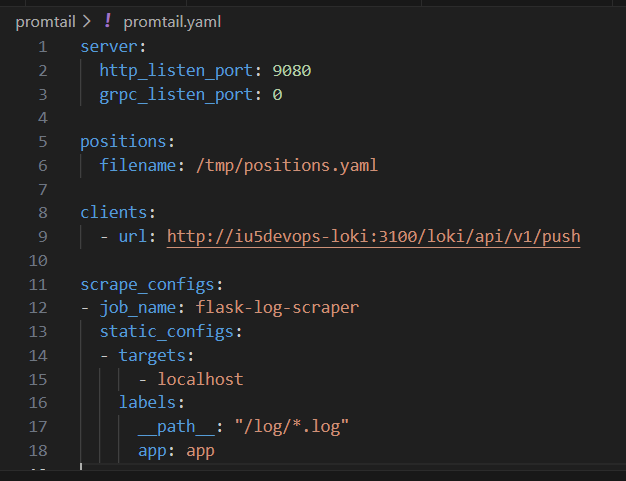 promtail > ! promtail.yaml
1 server:
2   http_listen_port: 9080
3   grpc_listen_port: 0
4
5 positions:
6   filename: /tmp/positions.yaml
7
8 clients:
9   - url: http://iu5devops-loki:3100/loki/api/v1/push
10
11 scrape_configs:
12 - job_name: flask-log-scraper
13   static_configs:
14   - targets:
15       - localhost
16     labels:
17       __path__: "/log/*.log"
18       app: app